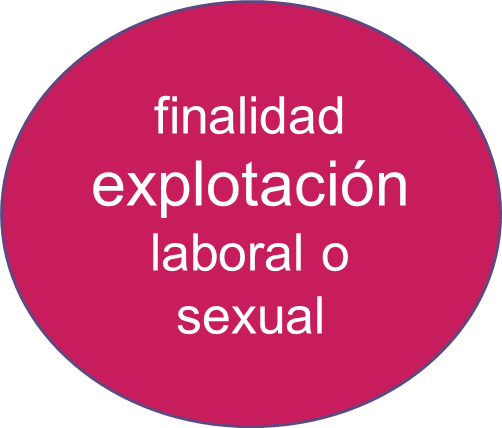 finalidad
explotación
laboral o
sexual